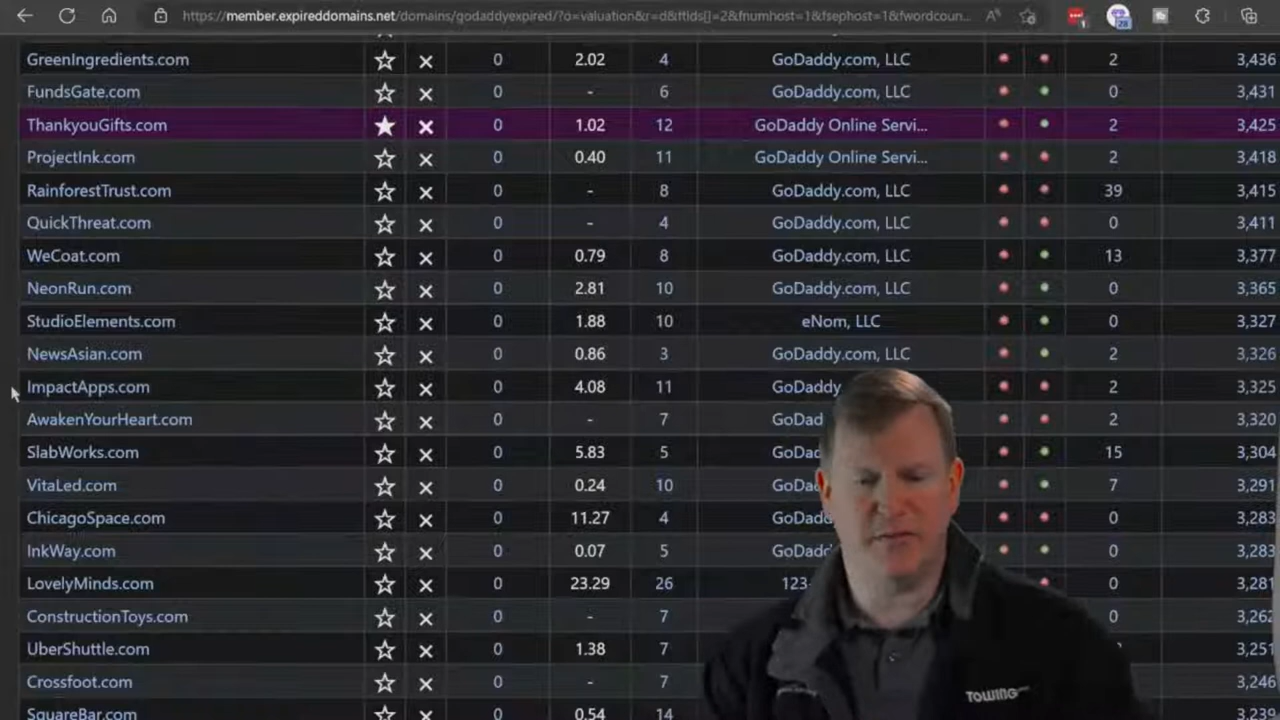 https://member.expireddomains.net/domains/godaddyexpired/?o=valuation&r=d&ftlds[]=2&fnumhost=1&fsephost=1&fwordcoun...
GreenIngredients.com 0 2.02 4 GoDaddy.com, LLC 2 3,436
FundsGate.com 0 - 6 GoDaddy.com, LLC 0 3,431
ThankyouGifts.com 0 1.02 12 GoDaddy Online Servi... 2 3,425
ProjectInk.com 0 0.40 11 GoDaddy Online Servi... 2 3,418
RainforestTrust.com 0 - 8 GoDaddy.com, LLC 39 3,415
QuickThreat.com 0 - 4 GoDaddy.com, LLC 0 3,411
WeCoat.com 0 0.79 8 GoDaddy.com, LLC 13 3,377
NeonRun.com 0 2.81 10 GoDaddy.com, LLC 0 3,365
StudioElements.com 0 1.88 10 eNom, LLC 0 3,327
NewsAsian.com 0 0.86 3 GoDaddy.com, LLC 2 3,326
ImpactApps.com 0 4.08 11 GoDaddy 2 3,325
AwakenYourHeart.com 0 - 7 GoDad 2 3,320
SlabWorks.com 0 5.83 5 GoDad 15 3,304
VitaLed.com 0 0.24 10 GoDad 7 3,291
ChicagoSpace.com 0 11.27 4 GoDad 0 3,283
InkWay.com 0 0.07 5 GoDad 0 3,283
LovelyMinds.com 0 23.29 26 123- 0 3,281
ConstructionToys.com 0 - 7 0 3,262
UberShuttle.com 0 1.38 7 3,251
Crossfoot.com 0 - 7 3,246
SquareBar.com 0 0.54 14 3,239
TOWING